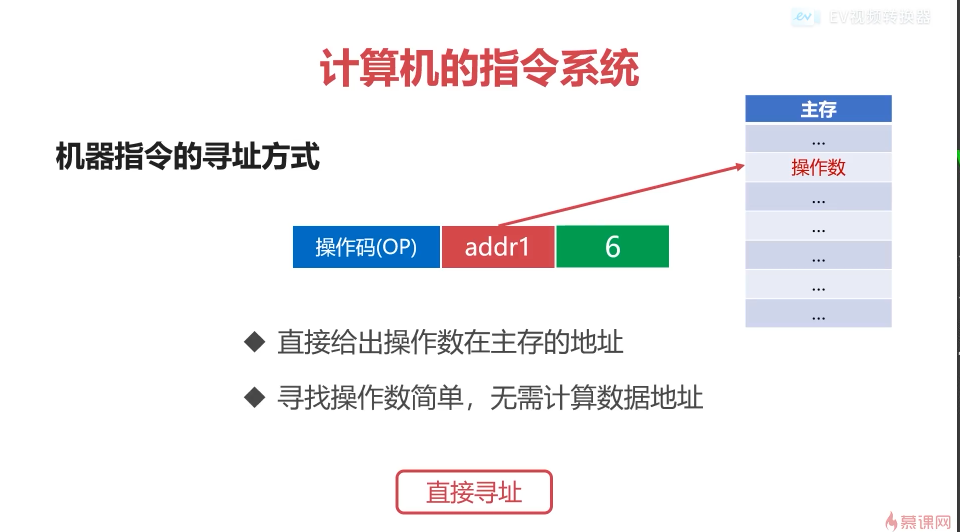 EV视频转换器
计算机的指令系统
机器指令的寻址方式
主存
...
操作数
...
...
...
...
...
操作码(OP) addr1 6
◆ 直接给出操作数在主存的地址
◆ 寻找操作数简单，无需计算数据地址
直接寻址
慕课网